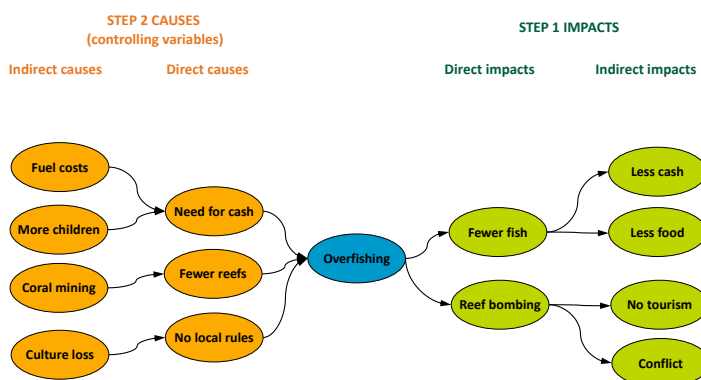 STEP 2 CAUSES
(controlling variables)
STEP 1 IMPACTS
Indirect causes
Direct causes
Direct impacts
Indirect impacts
Fuel costs
More children
Coral mining
Culture loss
Need for cash
Fewer reefs
No local rules
Overfishing
Fewer fish
Reef bombing
Less cash
Less food
No tourism
Conflict